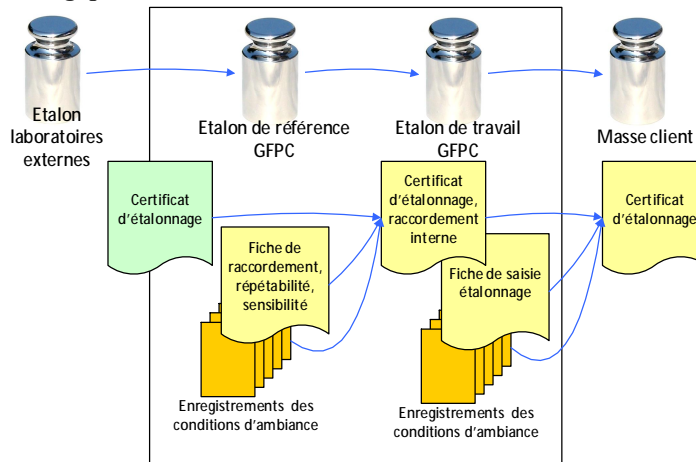 Etalon
laboratoires
externes
Etalon de référence
GFPC
Etalon de travail
GFPC
Masse client
Certificat
d'étalonnage
Certificat
d'étalonnage,
raccordement
interne
Certificat
d'étalonnage
Fiche de
raccordement,
répétabilité,
sensibilité
Fiche de saisie
étalonnage
Enregistrements des
conditions d'ambiance
Enregistrements des
conditions d'ambiance